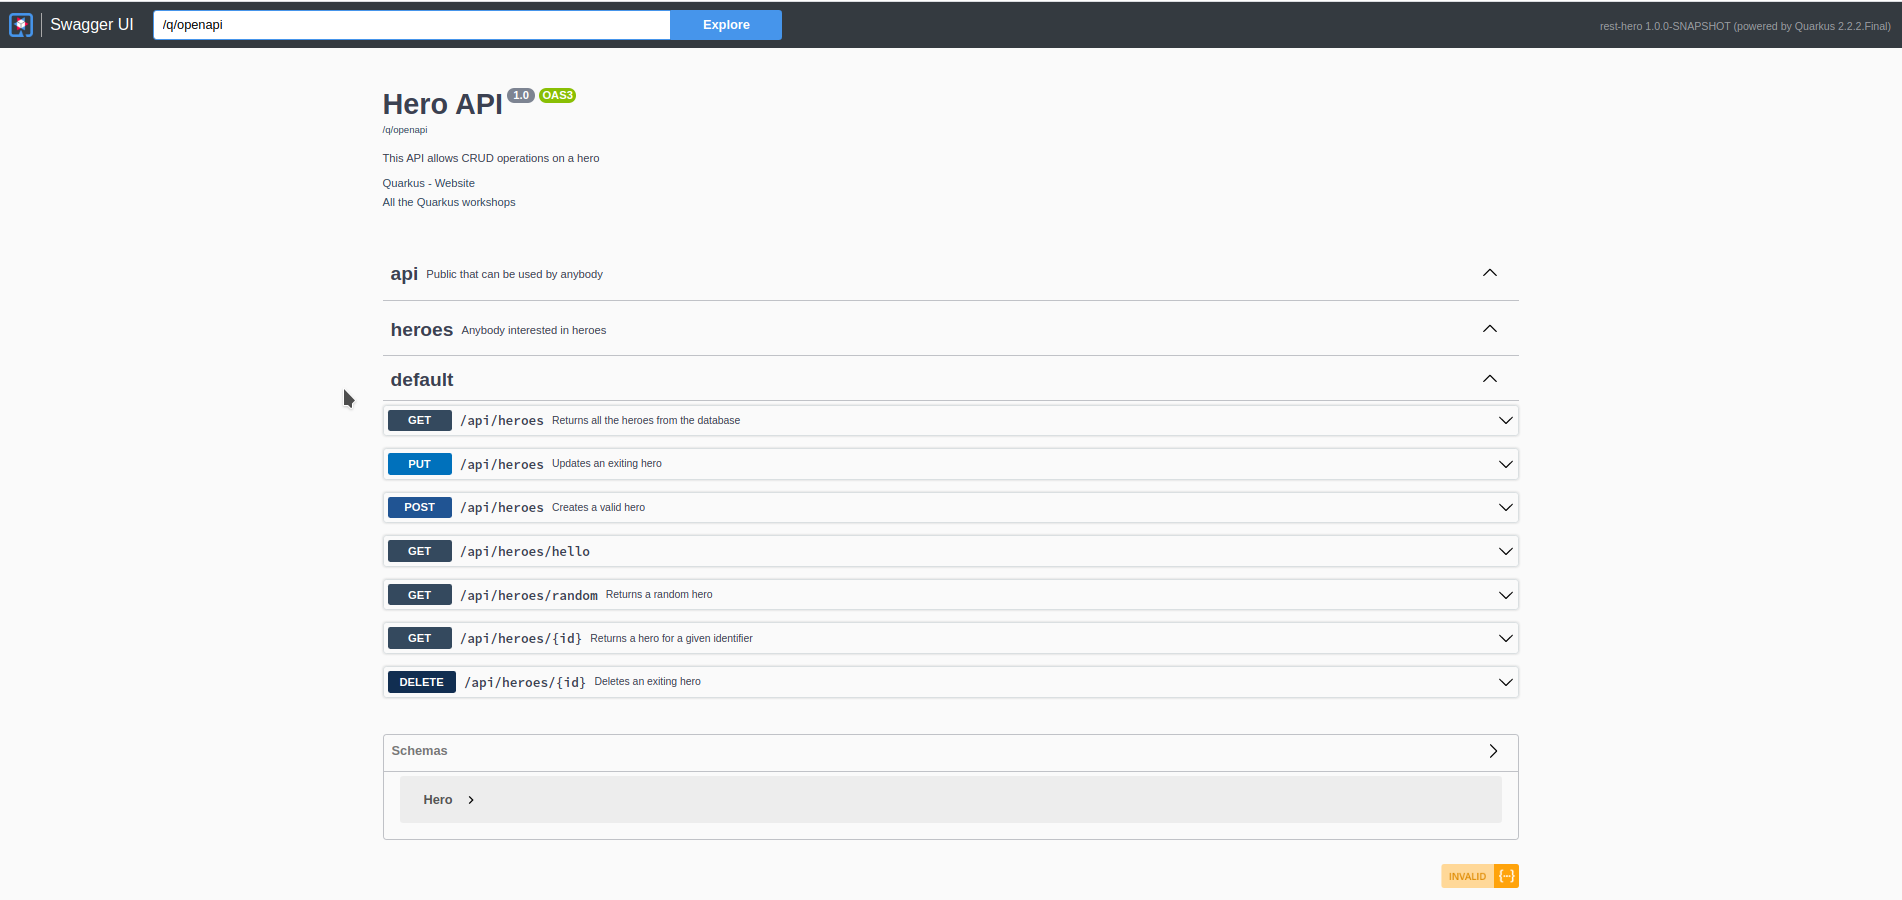 Swagger UI /q/openapi Explore rest-hero 1.0.0-SNAPSHOT (powered by Quarkus 2.2.2.Final)
Hero API 1.0 OAS3
/q/openapi
This API allows CRUD operations on a hero
Quarkus - Website
All the Quarkus workshops
api Public that can be used by anybody
heroes Anybody interested in heroes
default
GET /api/heroes Returns all the heroes from the database
PUT /api/heroes Updates an exiting hero
POST /api/heroes Creates a valid hero
GET /api/heroes/hello
GET /api/heroes/random Returns a random hero
GET /api/heroes/{id} Returns a hero for a given identifier
DELETE /api/heroes/{id} Deletes an exiting hero
Schemas
Hero
INVALID {...}